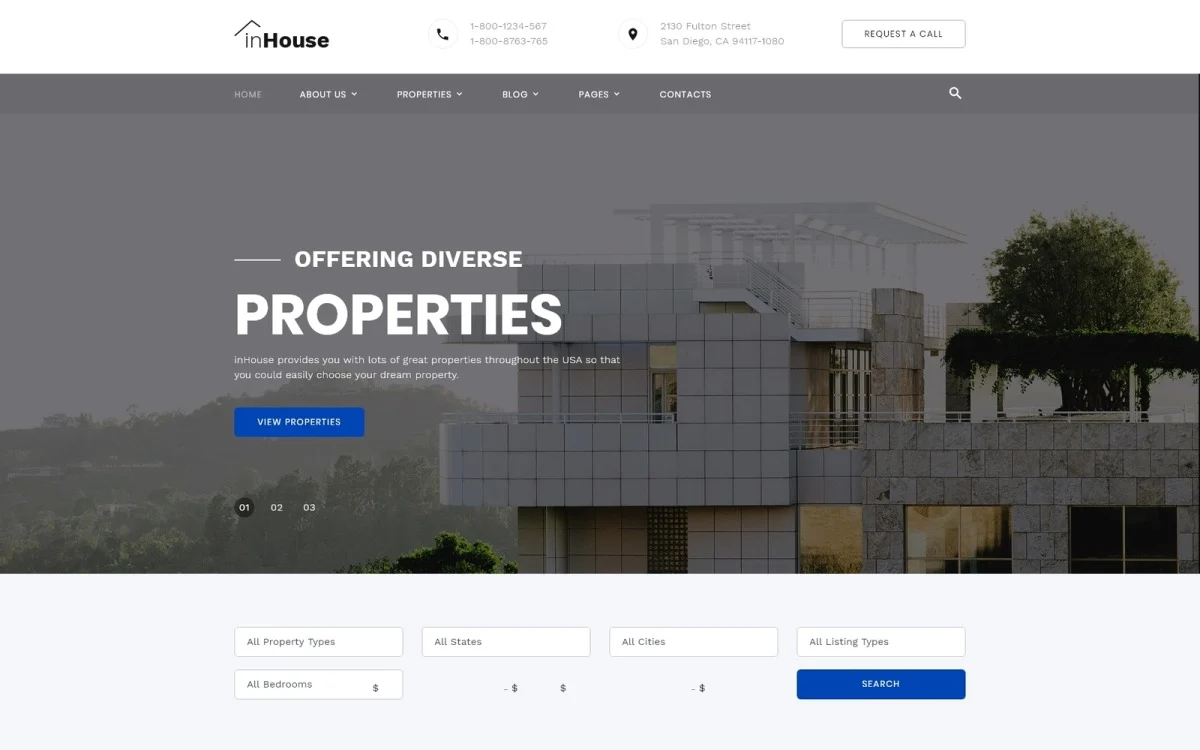 inHouse
1-800-1234-567
1-800-8763-765
2130 Fulton Street
San Diego, CA 94117-1080
REQUEST A CALL
HOME ABOUT US PROPERTIES BLOG PAGES CONTACTS
OFFERING DIVERSE
PROPERTIES
inHouse provides you with lots of great properties throughout the USA so that
you could easily choose your dream property.
VIEW PROPERTIES
01 02 03
All Property Types All States All Cities All Listing Types
All Bedrooms $ - $ $ - $ SEARCH